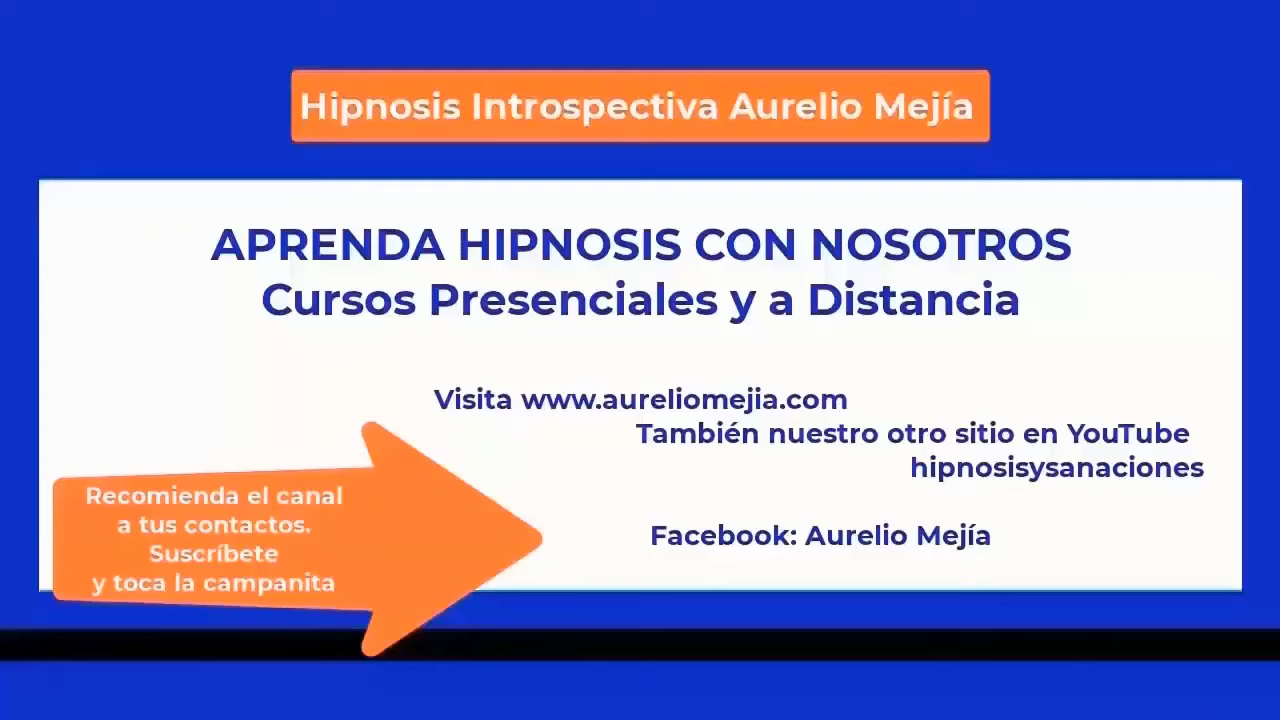 Hipnosis Introspectiva Aurelio Mejía
APRENDA HIPNOSIS CON NOSOTROS
Cursos Presenciales y a Distancia
Visita www.aureliomejia.com
También nuestro otro sitio en YouTube
hipnosisysanaciones
Facebook: Aurelio Mejía
Recomienda el canal
a tus contactos.
Suscríbete
y toca la campanita